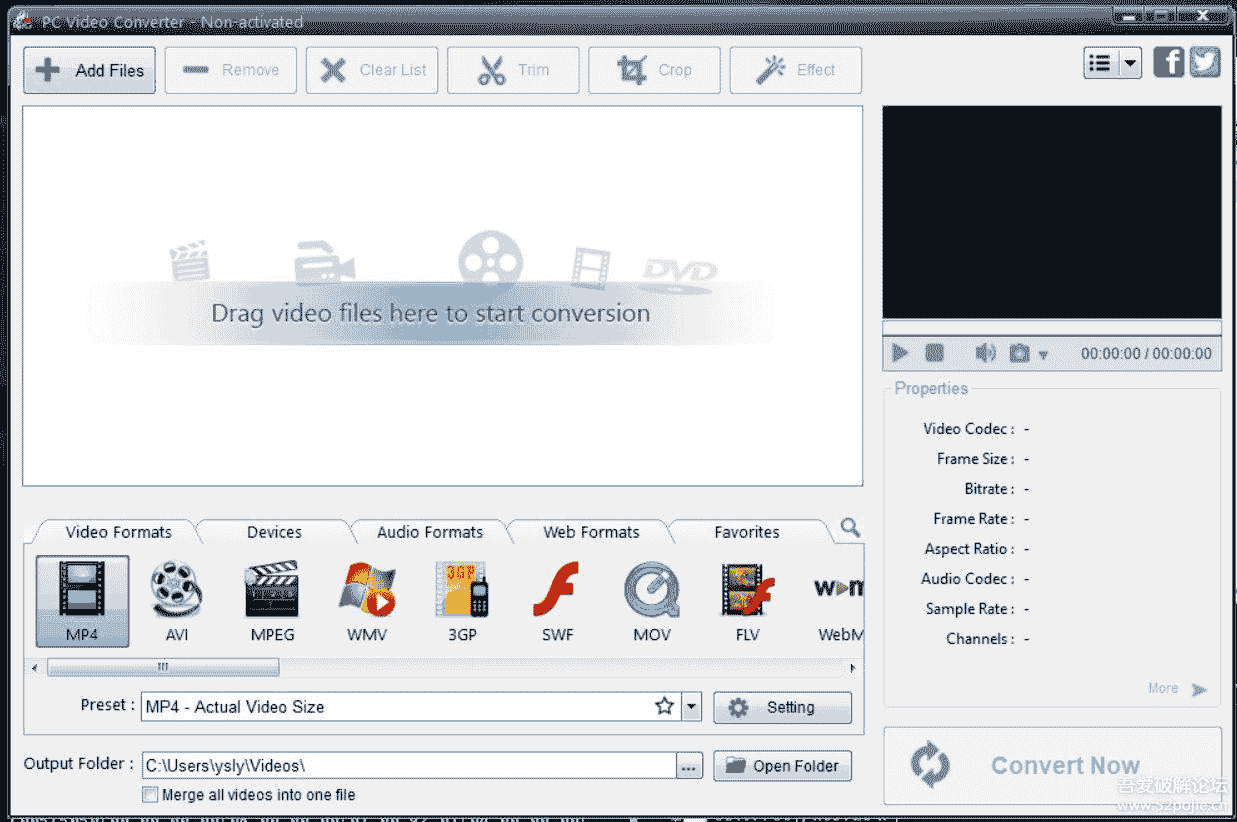 PC Video Converter - Non-activated
Add Files
Remove
Clear List
Trim
Crop
Effect
Drag video files here to start conversion
DVD
00:00:00 / 00:00:00
Properties
Video Codec : -
Frame Size : -
Bitrate : -
Frame Rate : -
Aspect Ratio : -
Audio Codec : -
Sample Rate : -
Channels : -
More
Video Formats
Devices
Audio Formats
Web Formats
Favorites
3GP
MP4
AVI
MPEG
WMV
3GP
SWF
MOV
FLV
WebM
Preset :
MP4 - Actual Video Size
Setting
Output Folder :
C:\Users\ysly\Videos\
...
Open Folder
Merge all videos into one file
Convert Now
吾爱破解论坛
www.52pojie.cn